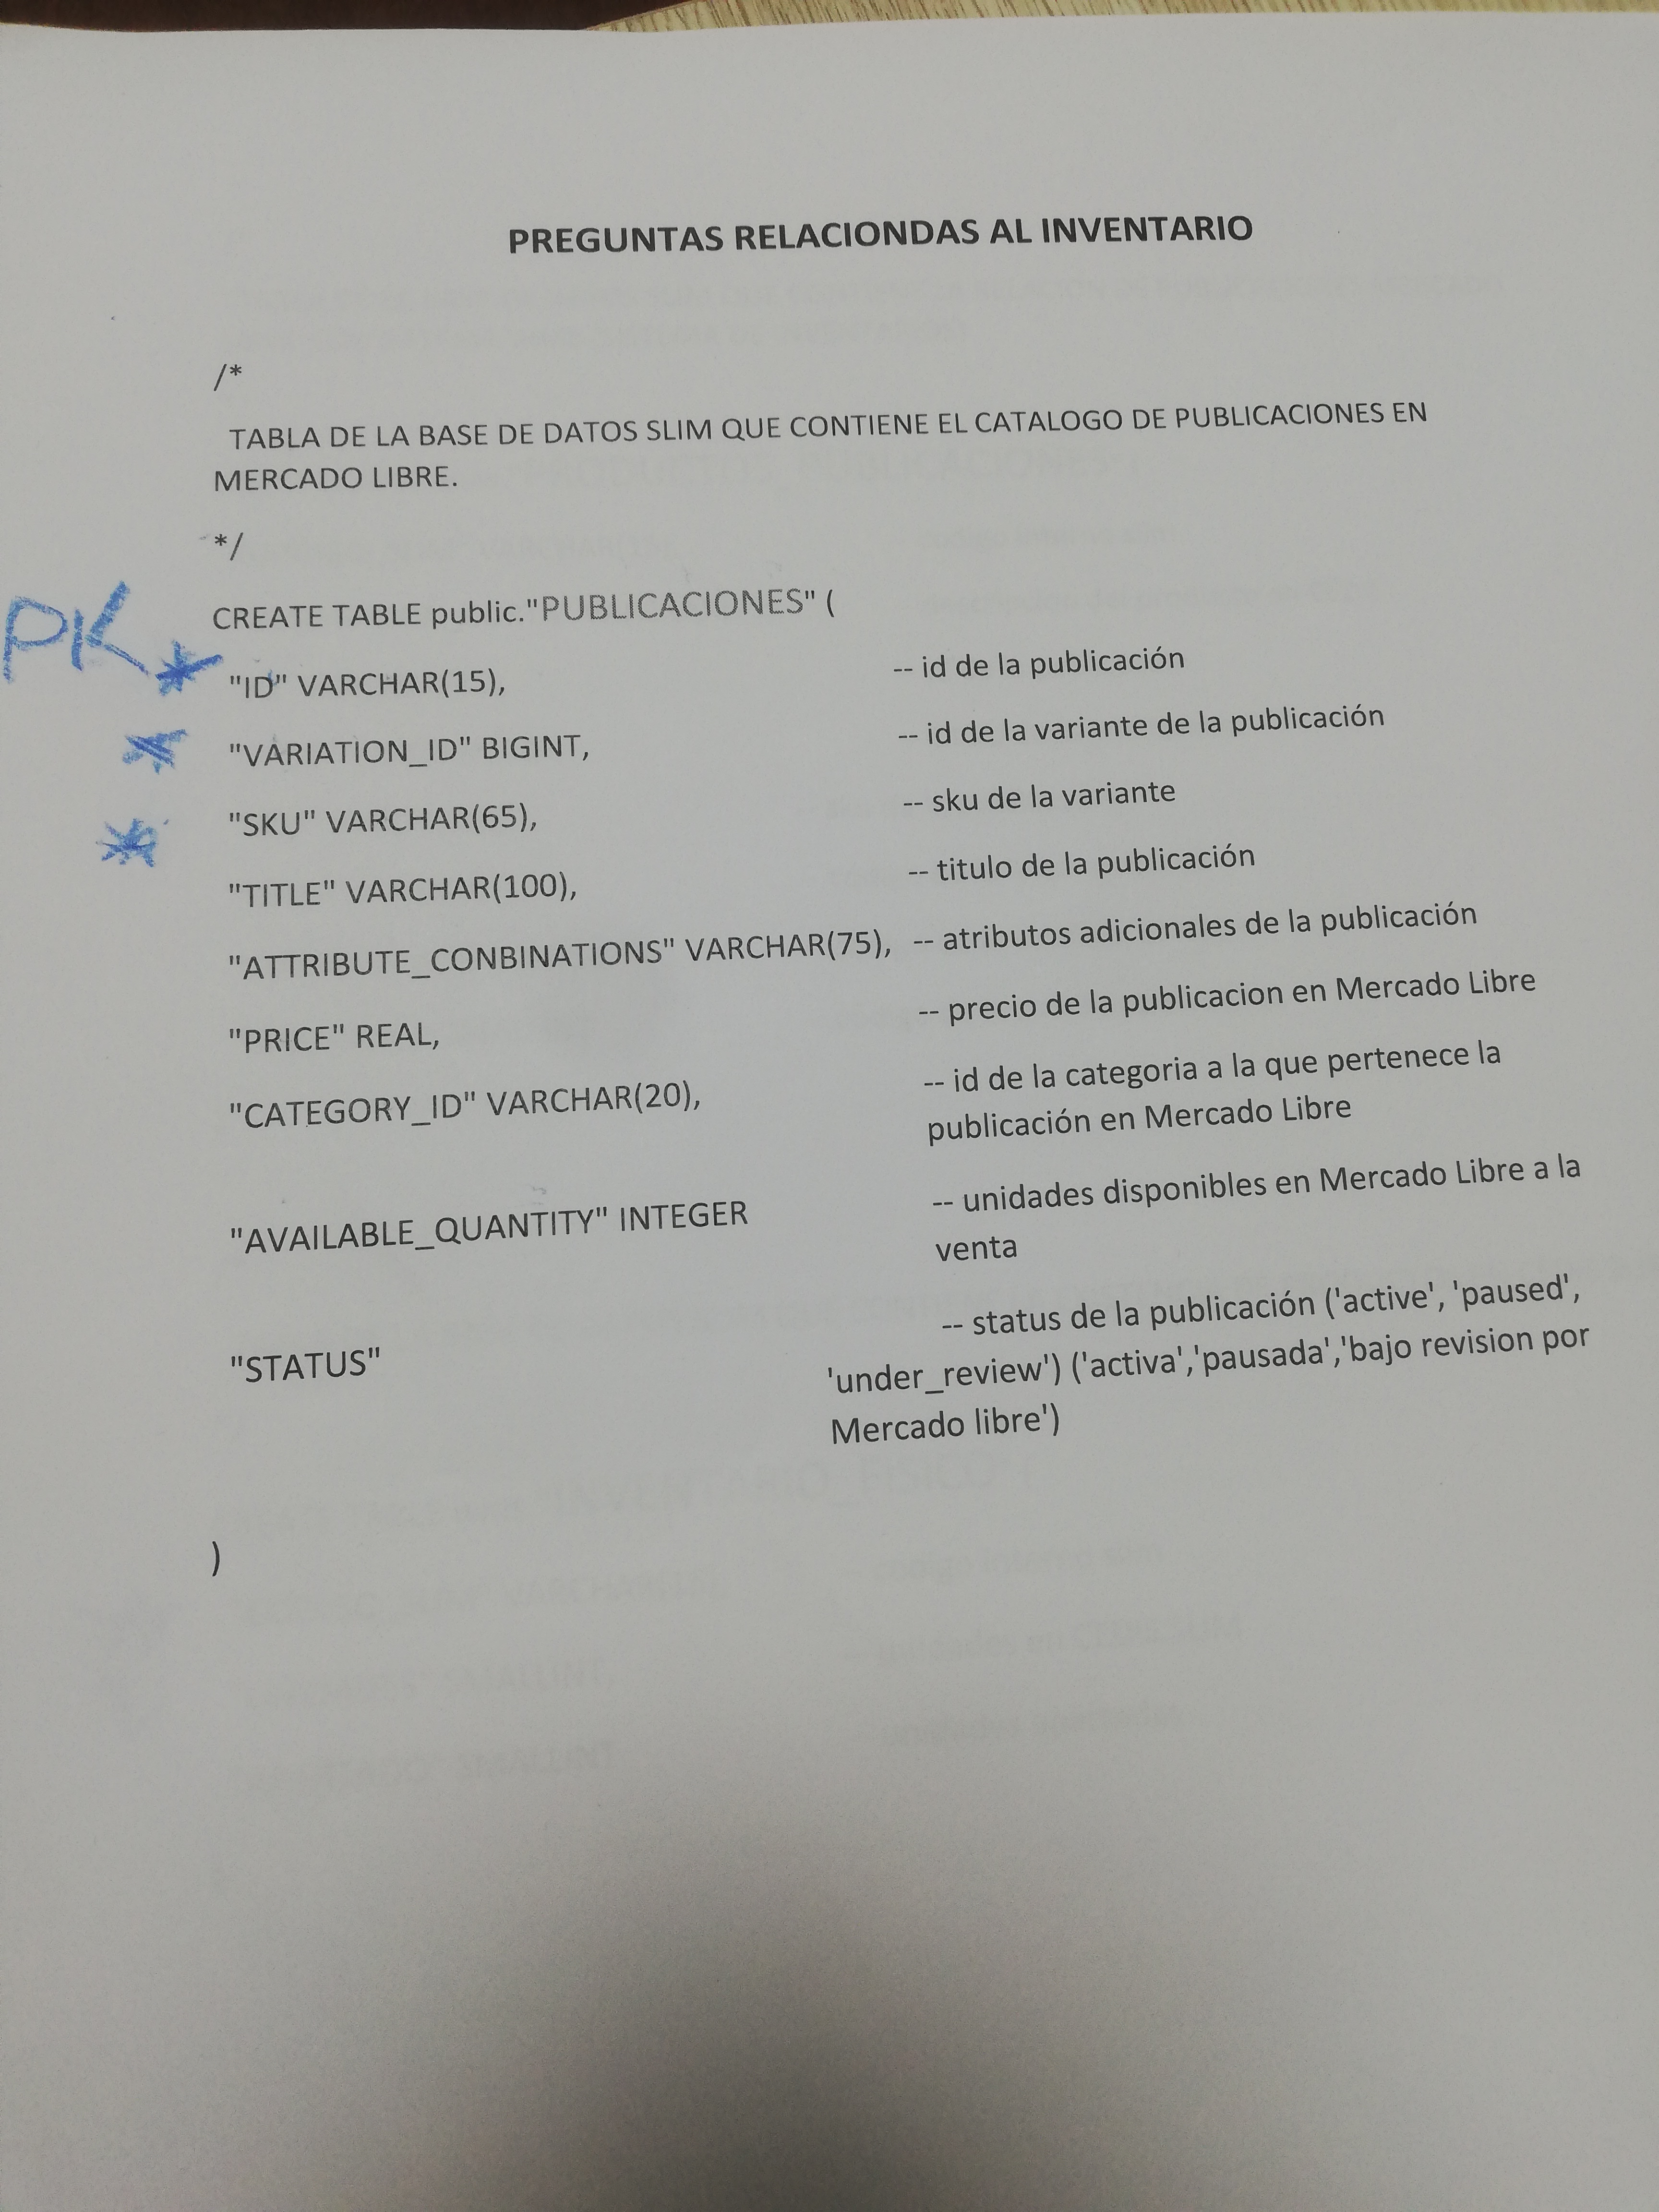 PREGUNTAS RELACIONDAS AL INVENTARIO
/*
TABLA DE LA BASE DE DATOS SLIM QUE CONTIENE EL CATALOGO DE PUBLICACIONES EN
MERCADO LIBRE.
*/
CREATE TABLE public."PUBLICACIONES" (
PK * "ID" VARCHAR(15), -- id de la publicación
* "VARIATION_ID" BIGINT, -- id de la variante de la publicación
* "SKU" VARCHAR(65), -- sku de la variante
"TITLE" VARCHAR(100), -- titulo de la publicación
"ATTRIBUTE_CONBINATIONS" VARCHAR(75), -- atributos adicionales de la publicación
"PRICE" REAL, -- precio de la publicacion en Mercado Libre
"CATEGORY_ID" VARCHAR(20), -- id de la categoria a la que pertenece la
publicación en Mercado Libre
"AVAILABLE_QUANTITY" INTEGER -- unidades disponibles en Mercado Libre a la
venta
"STATUS" -- status de la publicación ('active', 'paused',
'under_review') ('activa','pausada','bajo revision por
Mercado libre')
)